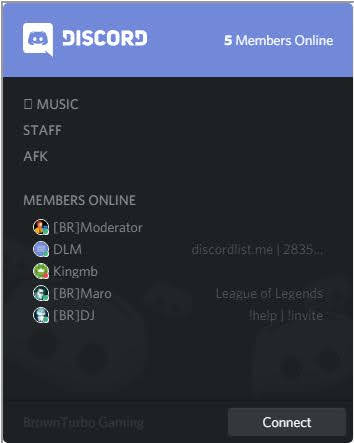 DISCORD 5 Members Online
▯ MUSIC
STAFF
AFK
MEMBERS ONLINE
[BR]Moderator
DLM discordlist.me | 2835...
Kingmb
[BR]Maro League of Legends
[BR]DJ !help | !invite
BrownTurbo Gaming Connect